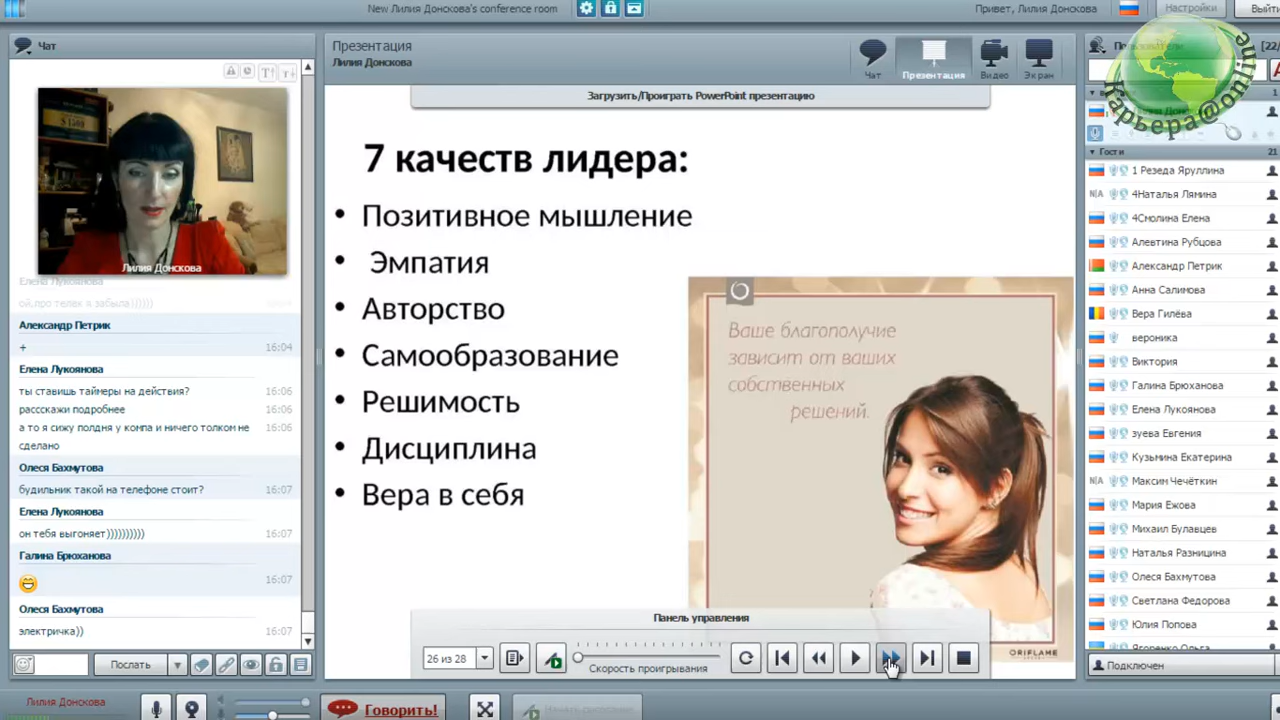 New Лилия Донскова's conference room
Привет, Лилия Донскова
Настройки
Чат
Лилия Донскова
Елена Лукоянова
ой,про телек я забыла))))))
Александр Петрик
+ 16:04
Елена Лукоянова
ты ставишь таймеры на действия? 16:06
рассскажи подробнее 16:06
а то я сижу полдня у компа и ничего толком не 16:06
сделано
Олеся Бахмутова
будильник такой на телефоне стоит? 16:07
Елена Лукоянова
он тебя выгоняет)))))))))) 16:07
Галина Брюханова
16:07
Олеся Бахмутова
электричка)) 16:07
Послать
Лилия Донскова
Говорить!
Презентация
Лилия Донскова
Чат
Презентация
Видео
Экран
Загрузить/Проиграть PowerPoint презентацию
7 качеств лидера:
• Позитивное мышление
• Эмпатия
• Авторство
• Самообразование
• Решимость
• Дисциплина
• Вера в себя
Ваше благополучие
зависит от ваших
собственных
решений.
ORIFLAME
Панель управления
26 из 28
Скорость проигрывания
Карьера@online
[22/
1
Гости 21
1 Резеда Яруллина
N/A 4Наталья Лямина
4Смолина Елена
Алевтина Рубцова
Александр Петрик
Анна Салимова
Вера Гилёва
вероника
Виктория
Галина Брюханова
Елена Лукоянова
зуева Евгения
Кузьмина Екатерина
N/A Максим Чечёткин
Мария Ежова
Михаил Булавцев
Наталья Разницина
Олеся Бахмутова
Светлана Федорова
Юлия Попова
Подключен